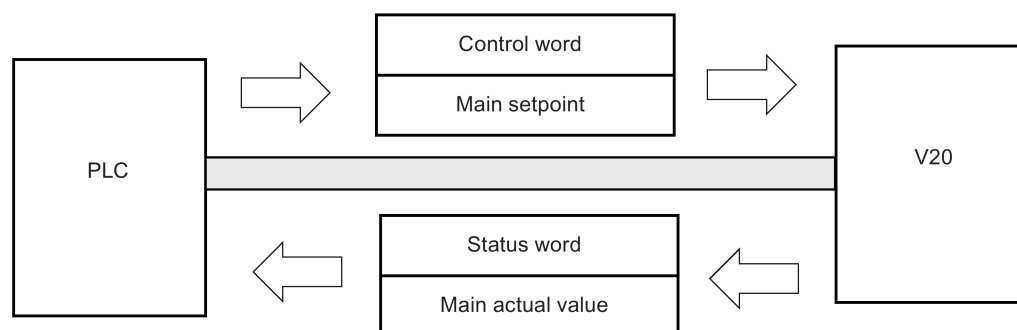 Control word
Main setpoint
PLC
V20
Status word
Main actual value